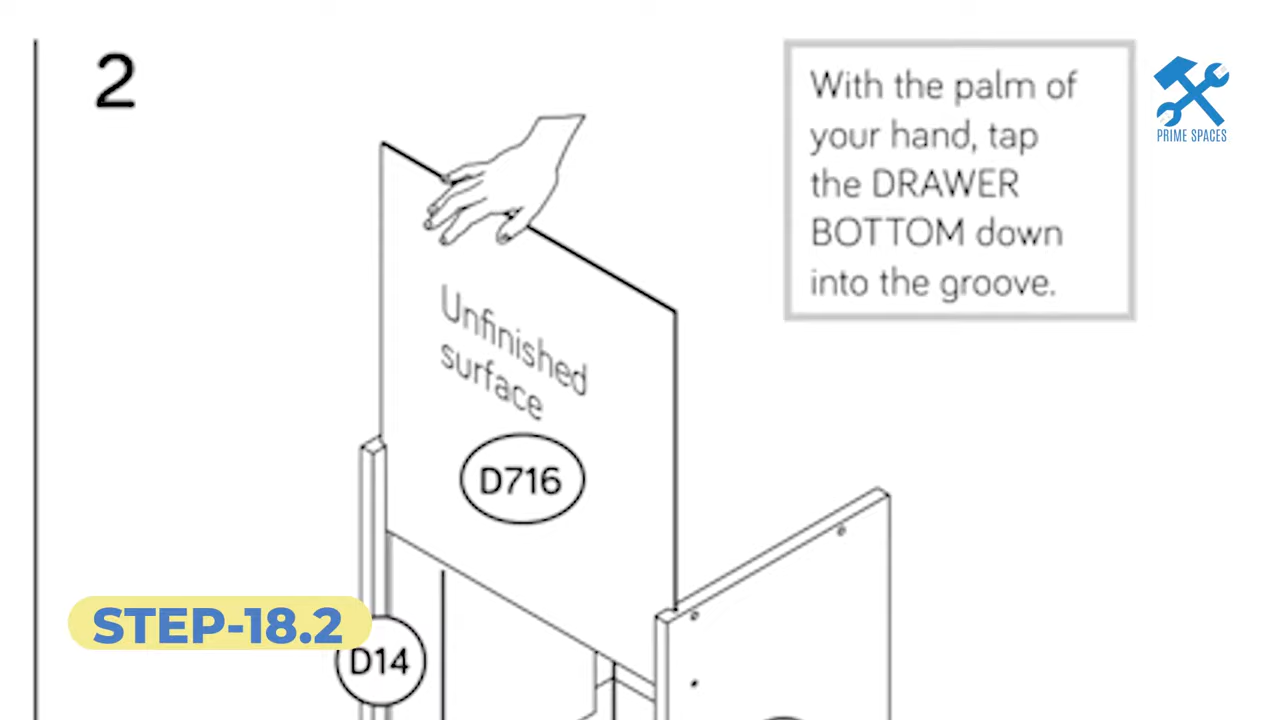 2
With the palm of
your hand, tap
the DRAWER
BOTTOM down
into the groove.
PRIME SPACES
Unfinished
surface
D716
STEP-18.2
D14